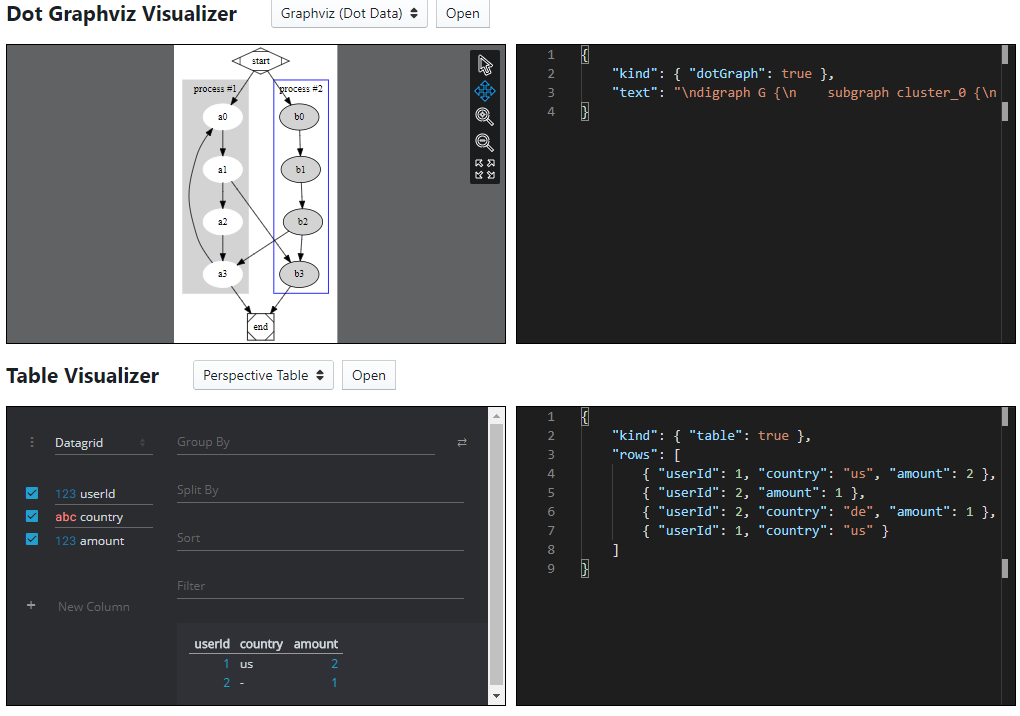 Dot Graphviz Visualizer
Graphviz (Dot Data)
Open
start
process #1
process #2
a0
b0
a1
b1
a2
b2
a3
b3
end
1 {
2 "kind": { "dotGraph": true },
3 "text": "\ndigraph G {\n    subgraph cluster_0 {\n
4 }
Table Visualizer
Perspective Table
Open
Datagrid
Group By
Split By
Sort
Filter
123 userId
abc country
123 amount
+ New Column
userId country amount
1 us 2
2 - 1
1 {
2 "kind": { "table": true },
3 "rows": [
4 { "userId": 1, "country": "us", "amount": 2 },
5 { "userId": 2, "amount": 1 },
6 { "userId": 2, "country": "de", "amount": 1 },
7 { "userId": 1, "country": "us" }
8 ]
9 }